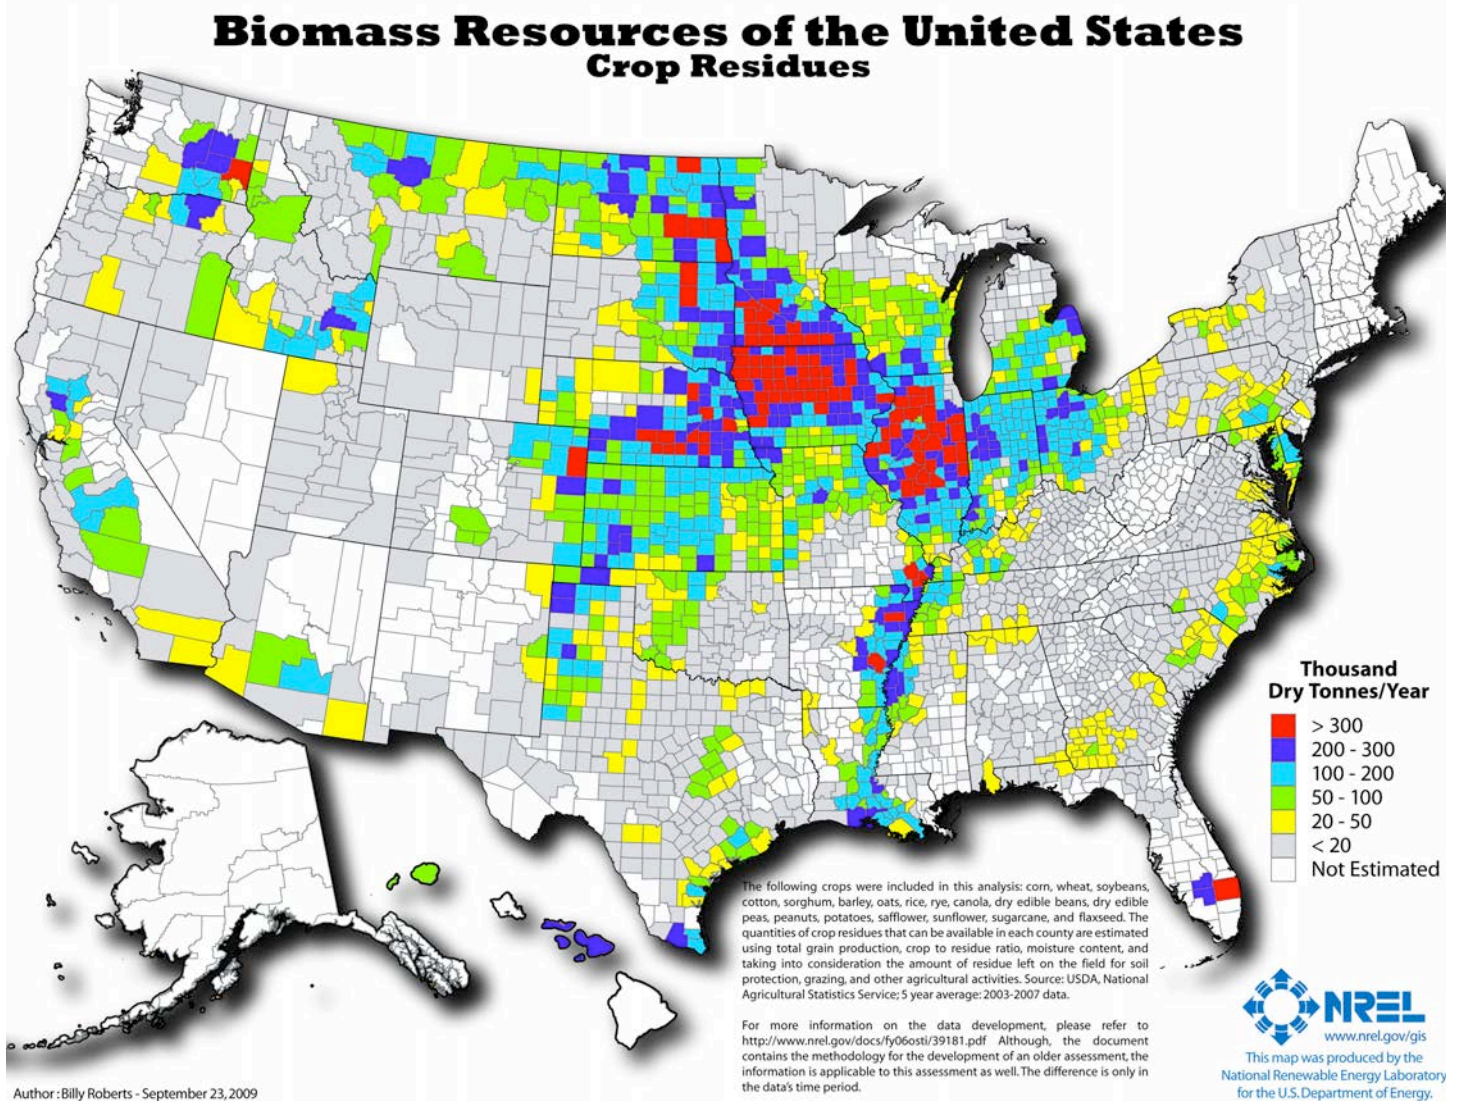 Biomass Resources of the United States
Crop Residues
Thousand
Dry Tonnes/Year
> 300
200 - 300
100 - 200
50 - 100
20 - 50
< 20
Not Estimated
The following crops were included in this analysis: corn, wheat, soybeans,
cotton, sorghum, barley, oats, rice, rye, canola, dry edible beans, dry edible
peas, peanuts, potatoes, safflower, sunflower, sugarcane, and flaxseed. The
quantities of crop residues that can be available in each county are estimated
using total grain production, crop to residue ratio, moisture content, and
taking into consideration the amount of residue left on the field for soil
protection, grazing, and other agricultural activities. Source: USDA, National
Agricultural Statistics Service; 5 year average: 2003-2007 data.
For more information on the data development, please refer to
http://www.nrel.gov/docs/fy06osti/39181.pdf Although, the document
contains the methodology for the development of an older assessment, the
information is applicable to this assessment as well. The difference is only in
the data's time period.
NREL
www.nrel.gov/gis
This map was produced by the
National Renewable Energy Laboratory
for the U.S. Department of Energy.
Author : Billy Roberts - September 23, 2009